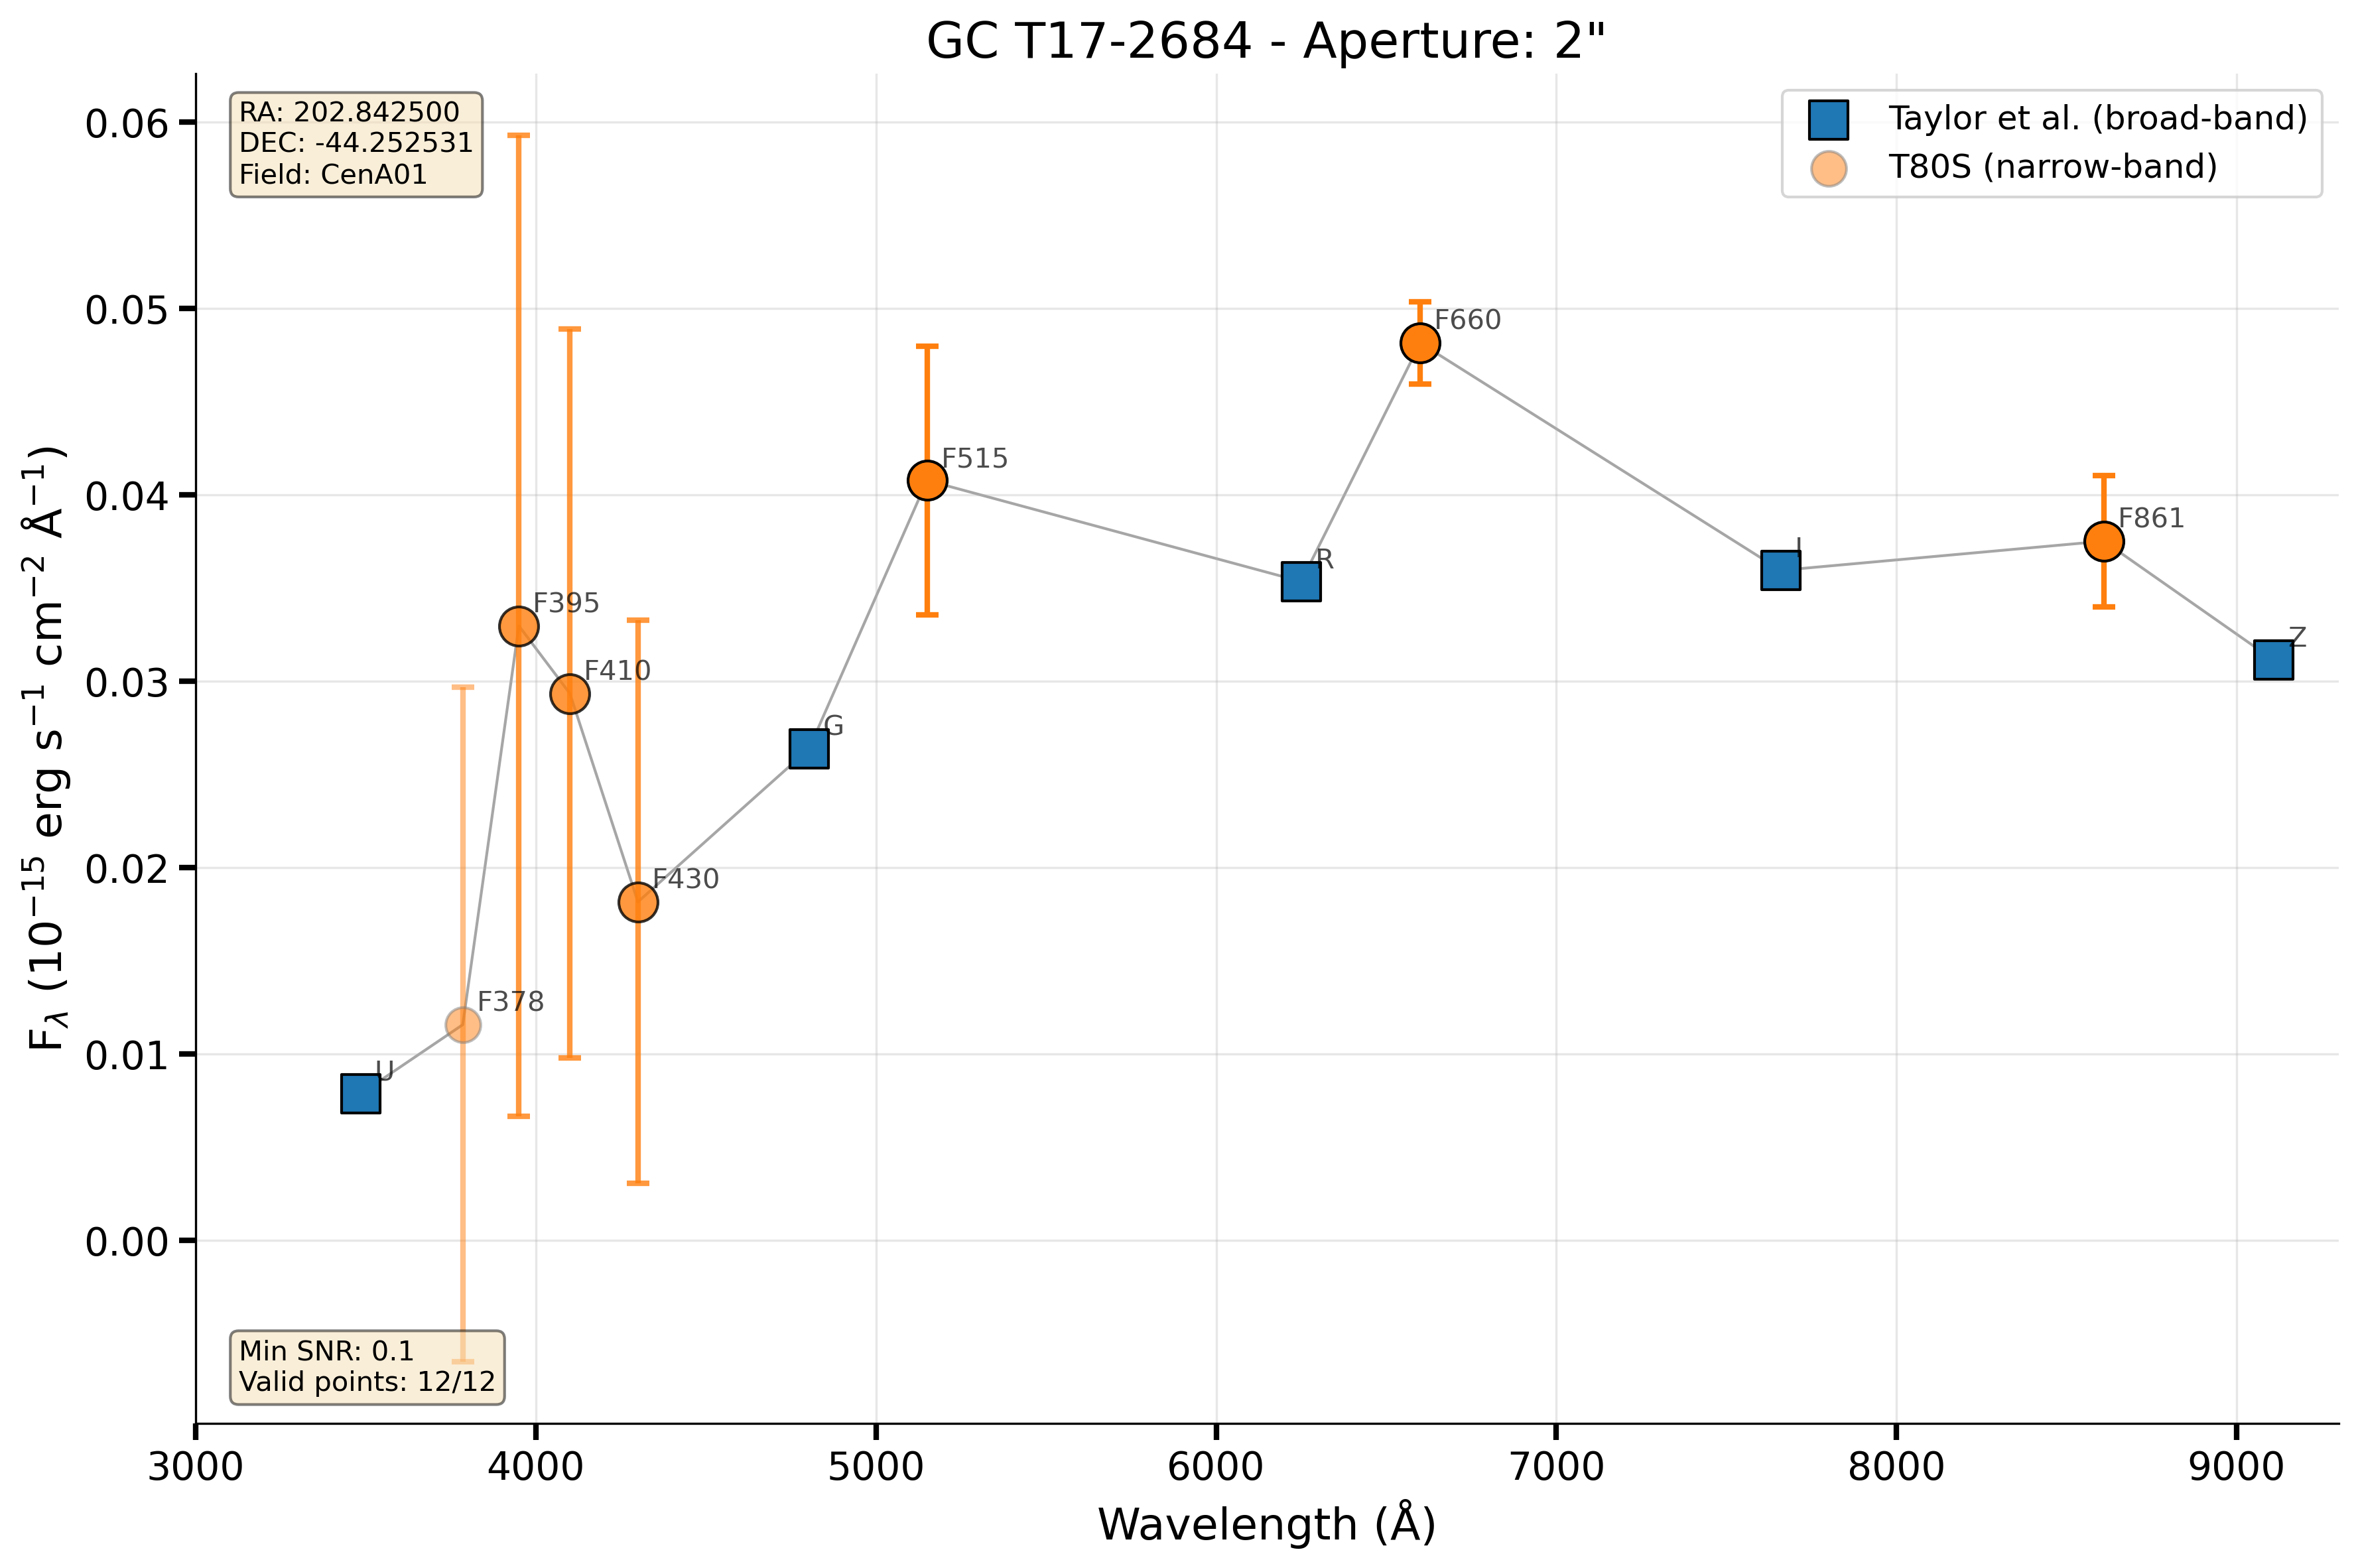 GC T17-2684 - Aperture: 2"
RA: 202.842500
DEC: -44.252531
Field: CenA01
Taylor et al. (broad-band)
T80S (narrow-band)
0.06
0.05
0.04
0.03
0.02
0.01
0.00
F660
F515
F861
R
I
F395
Z
F410
G
F430
F378
U
Min SNR: 0.1
Valid points: 12/12
3000 4000 5000 6000 7000 8000 9000
Wavelength (Å)
F_λ (10⁻¹⁵ erg s⁻¹ cm⁻² Å⁻¹)